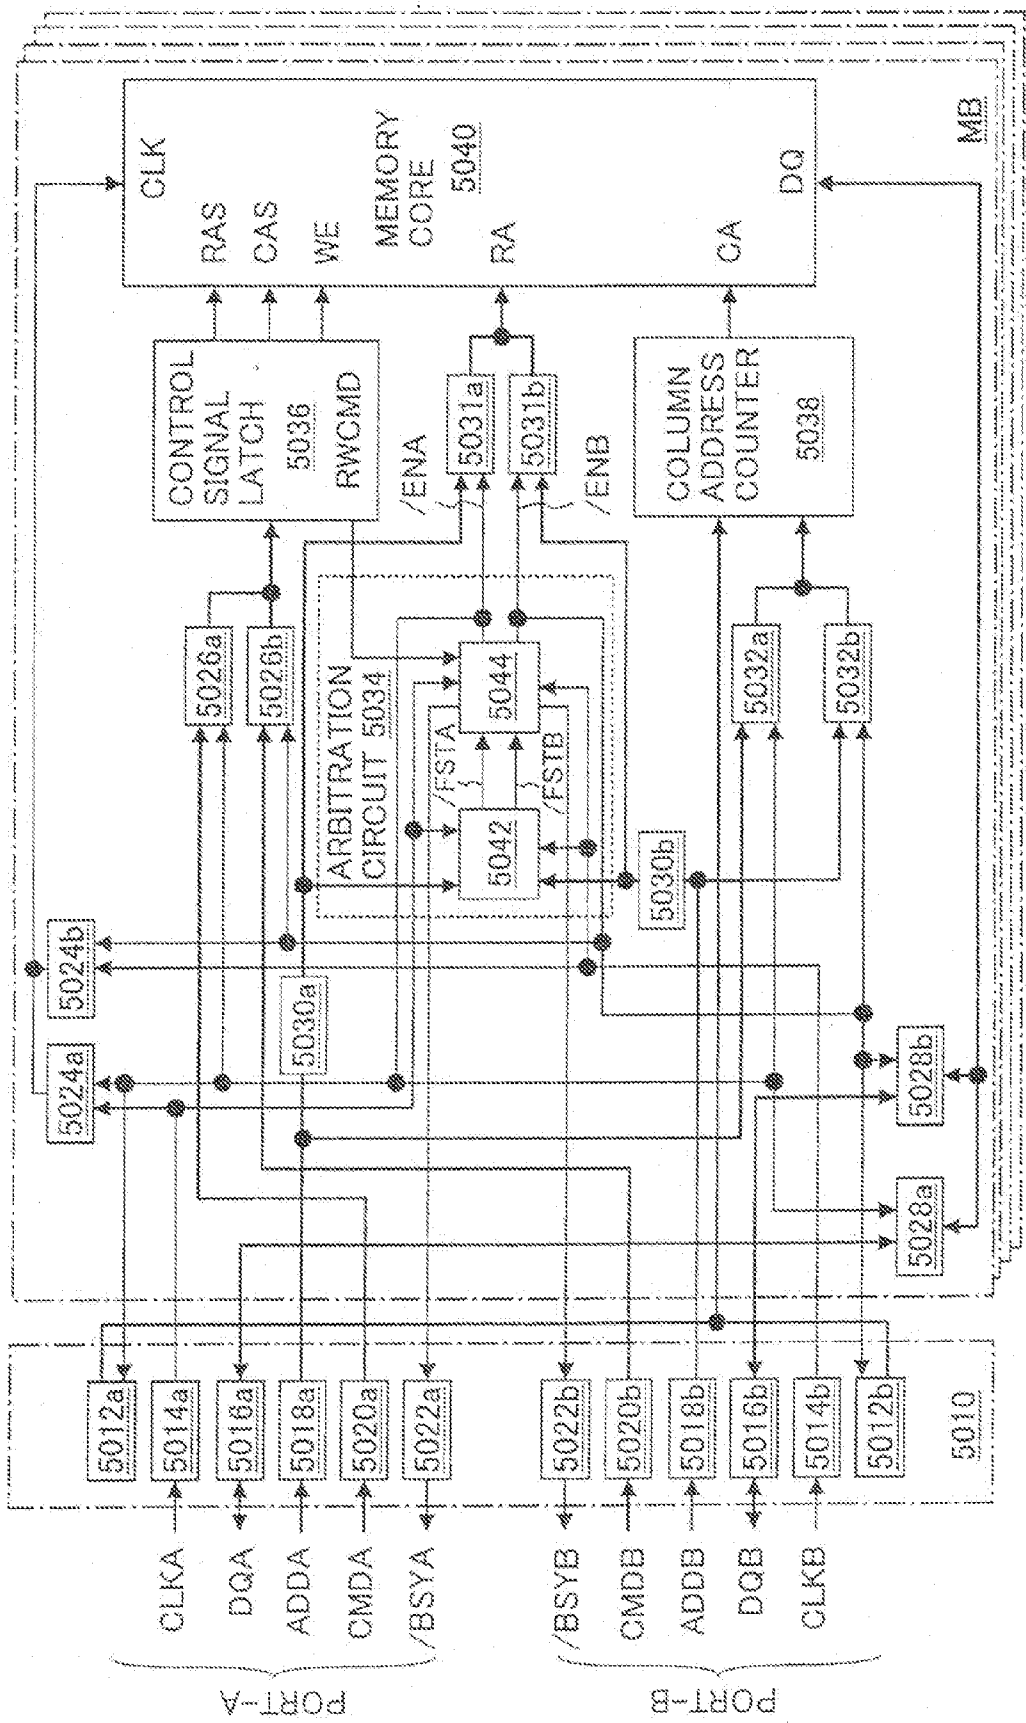 PORT-A
CLKA
DQA
ADDA
CMDA
/BSYA
PORT-B
/BSYB
CMDB
ADDB
DQB
CLKB
5012a
5014a
5016a
5018a
5020a
5022a
5022b
5020b
5018b
5016b
5014b
5012b
5010
5024a
5024b
5030a
5030b
5028a
5028b
5026a
5026b
ARBITRATION
CIRCUIT 5034
5042
/FSTA
/FSTB
5044
5032a
5032b
CONTROL
SIGNAL
LATCH
5036
RWCMD
/ENA
/ENB
5031a
5031b
COLUMN
ADDRESS
COUNTER
5038
CLK
RAS
CAS
WE
MEMORY
CORE
5040
RA
CA
DQ
MB